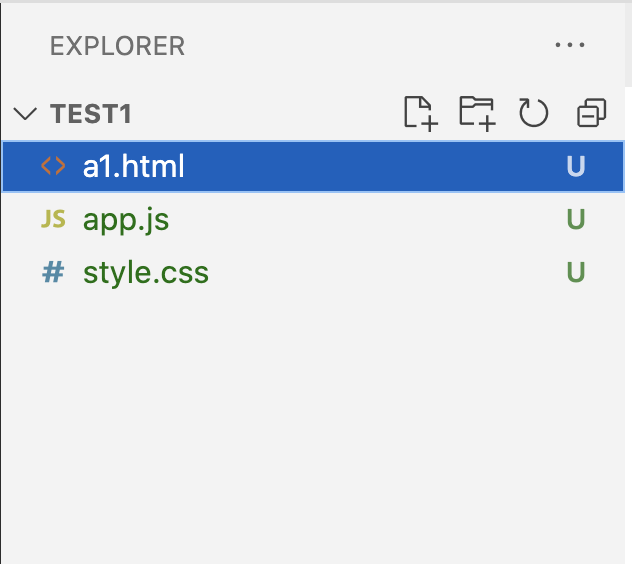 EXPLORER
TEST1
<> a1.html U
JS app.js U
# style.css U